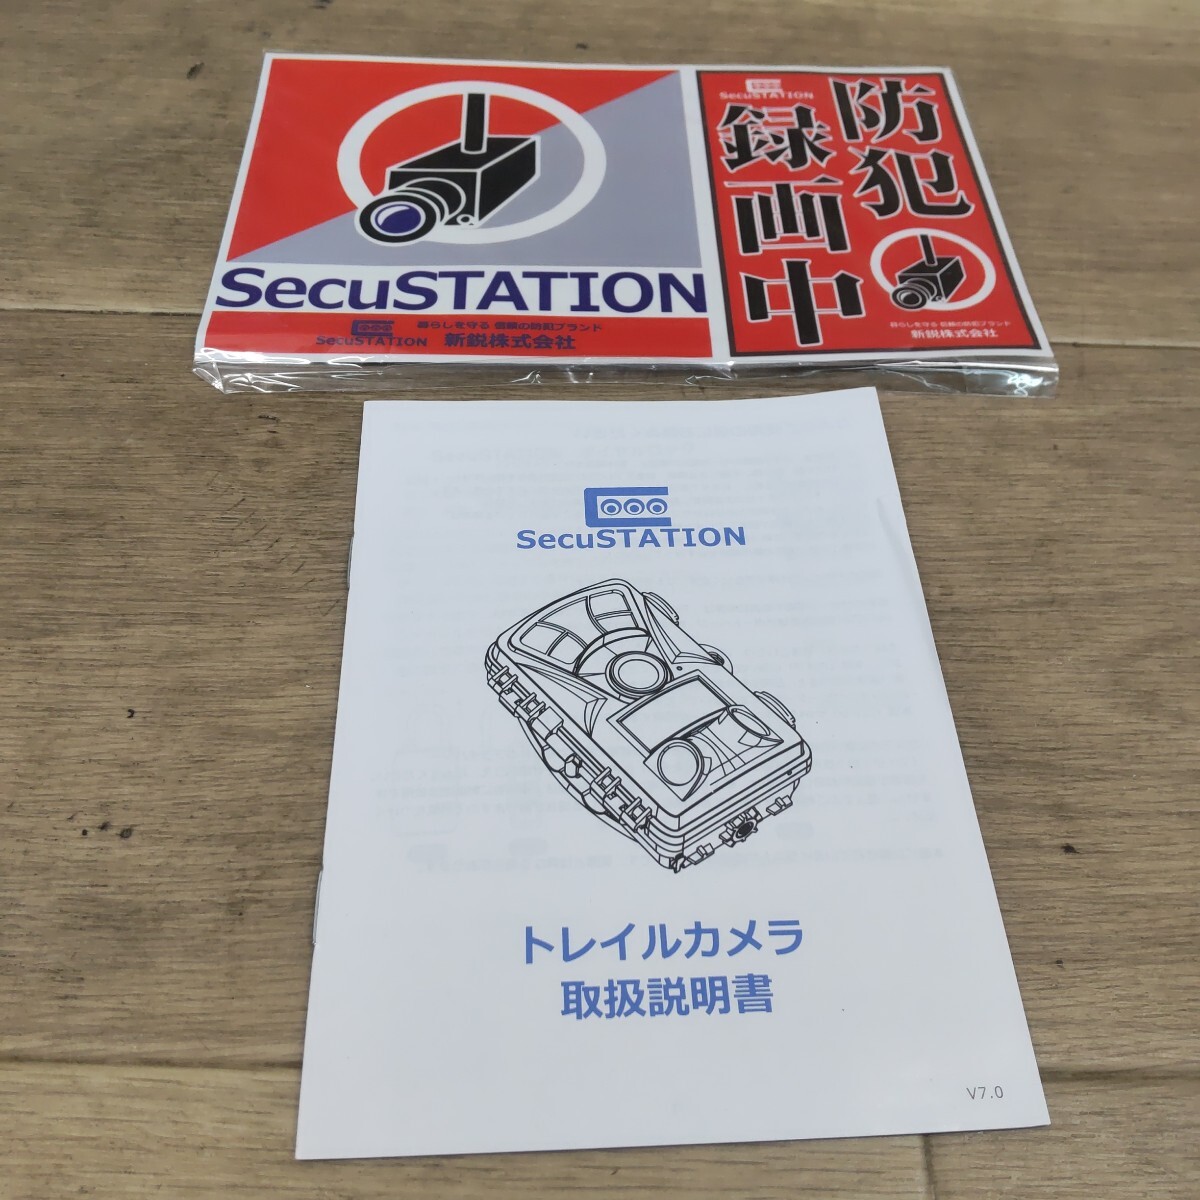 SecuSTATION
SecuSTATION
暮らしを守る 信頼の防犯ブランド
新鋭株式会社
SecuSTATION
防犯
録画中
暮らしを守る 信頼の防犯ブランド
新鋭株式会社
SecuSTATION
トレイルカメラ
取扱説明書
V7.0